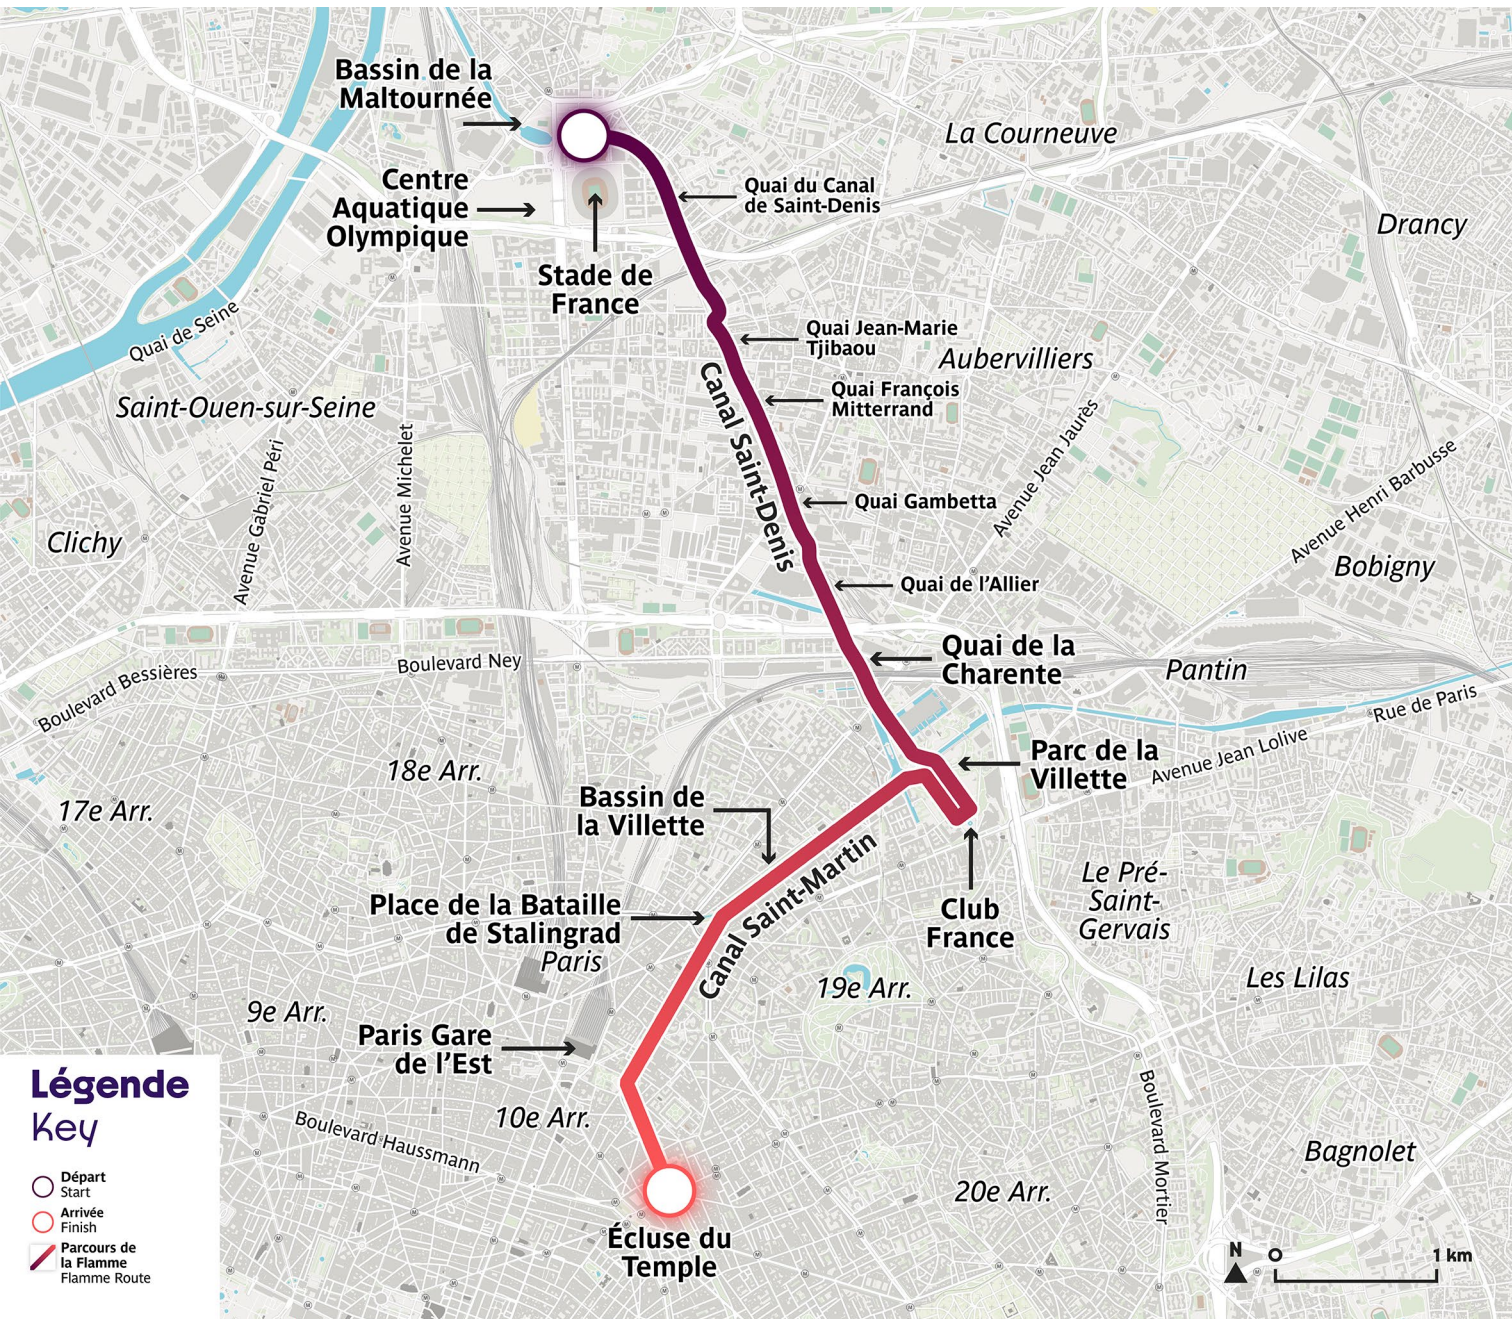 Bassin de la
Maltournée
La Courneuve
Centre
Aquatique
Olympique
Quai du Canal
de Saint-Denis
Drancy
Stade de
France
Quai de Seine
Quai Jean-Marie
Tjibaou
Aubervilliers
Saint-Ouen-sur-Seine
Quai François
Mitterrand
Canal Saint-Denis
Avenue Gabriel Péri
Avenue Michelet
Avenue Jean Jaurès
Avenue Henri Barbusse
Quai Gambetta
Clichy
Bobigny
Quai de l'Allier
Quai de la
Charente
Pantin
Boulevard Bessières
Boulevard Ney
Rue de Paris
Avenue Jean Lolive
Parc de la
Villette
18e Arr.
17e Arr.
Bassin de
la Villette
Canal Saint-Martin
Le Pré-
Saint-
Gervais
Club
France
Place de la Bataille
de Stalingrad
Paris
19e Arr.
Les Lilas
9e Arr.
Paris Gare
de l'Est
10e Arr.
Boulevard Haussmann
Boulevard Mortier
Bagnolet
20e Arr.
Écluse du
Temple
Légende
Key
Départ
Start
Arrivée
Finish
Parcours de
la Flamme
Flamme Route
N
0 1 km